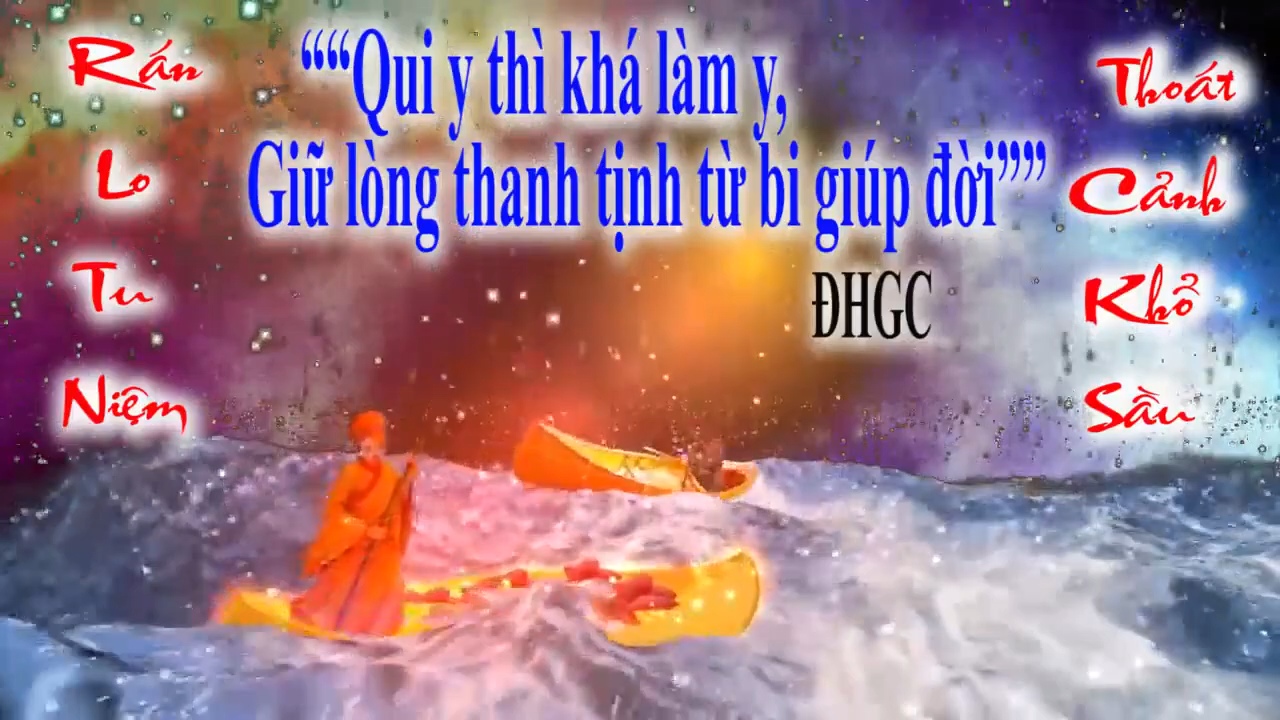 Rán
Lo
Tu
Niệm
““Qui y thì khá làm y,
Giữ lòng thanh tịnh từ bi giúp đời””
ĐHGC
Thoát
Cảnh
Khổ
Sầu